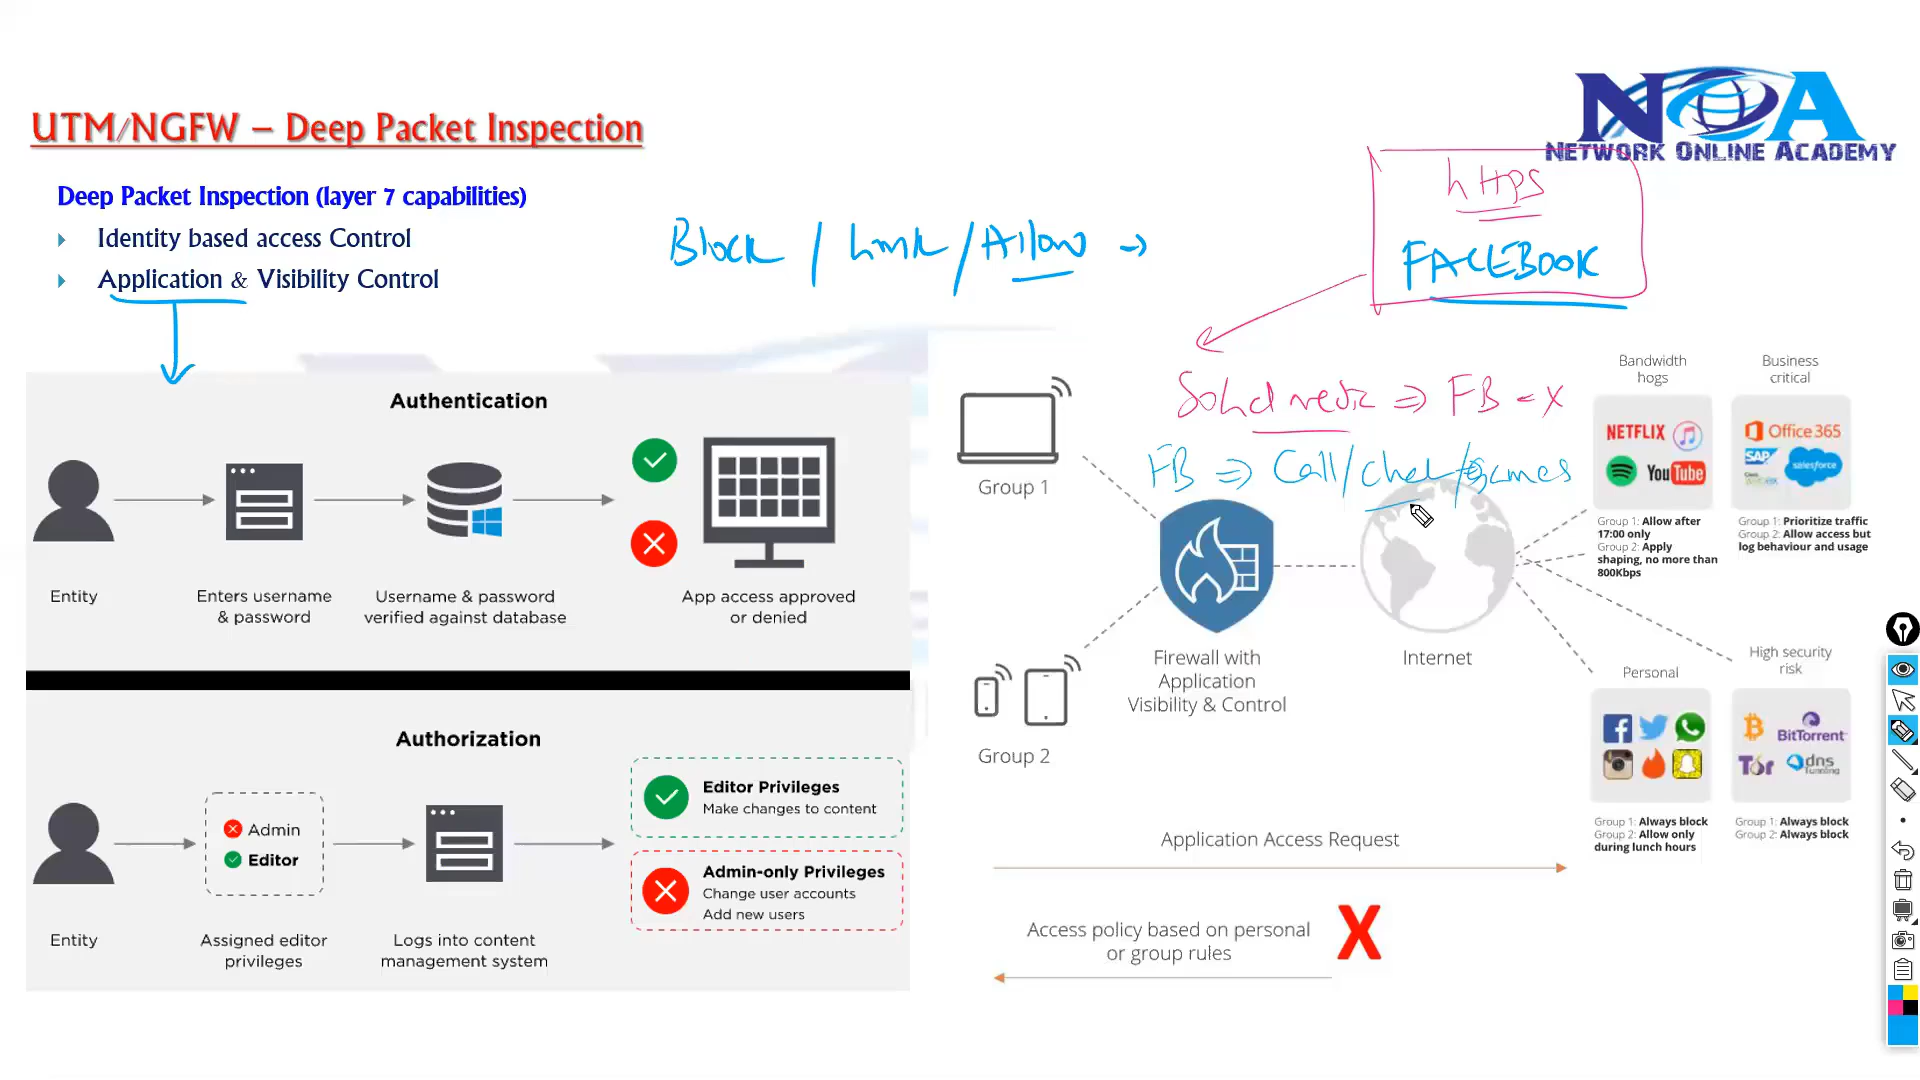 UTM/NGFW – Deep Packet Inspection
NOA
NETWORK ONLINE ACADEMY
Deep Packet Inspection (layer 7 capabilities)
Identity based access Control
Application & Visibility Control
Block / Limit / Allow →
https
FACEBOOK
⇒ FB - X
FB ⇒ Call/chat/games
Authentication
Entity
Enters username
& password
Username & password
verified against database
App access approved
or denied
Authorization
Admin
Editor
Editor Privileges
Make changes to content
Admin-only Privileges
Change user accounts
Add new users
Entity
Assigned editor
privileges
Logs into content
management system
Group 1
Group 2
Firewall with
Application
Visibility & Control
Internet
Bandwidth
hogs
NETFLIX
YouTube
Group 1: Allow after
17:00 only
Group 2: Apply
shaping, no more than
800Kbps
Business
critical
Office 365
SAP
salesforce
Group 1: Prioritize traffic
Group 2: Allow access but
log behaviour and usage
Personal
Group 1: Always block
Group 2: Allow only
during lunch hours
High security
risk
BitTorrent
Tor
dns
tunneling
Group 1: Always block
Group 2: Always block
Application Access Request
Access policy based on personal
or group rules
X